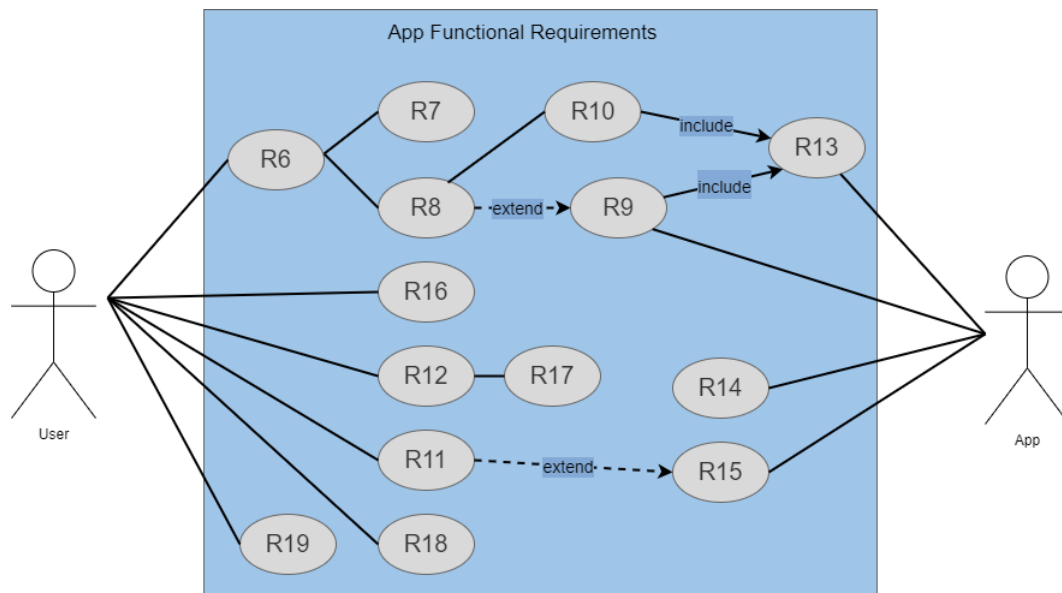 App Functional Requirements
R7
R10
include
R13
R6
include
R8
extend
R9
R16
R12
R17
R14
R11
extend
R15
User
App
R19
R18